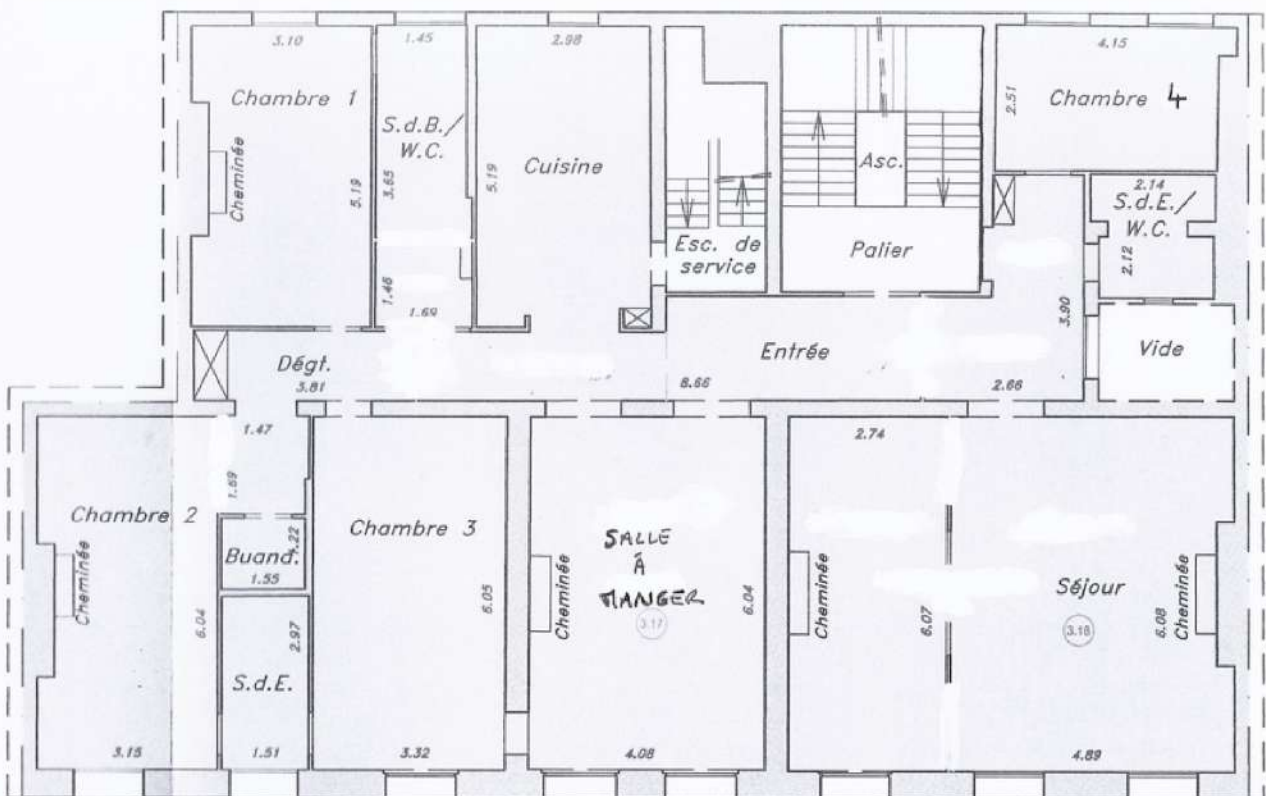 3.10
1.45
2.98
4.15
Chambre 1
S.d.B./
W.C.
Cuisine
2.51
Chambre 4
Cheminée
5.19
3.65
5.19
Asc.
2.14
S.d.E./
W.C.
Esc. de
service
Palier
2.12
1.46
1.69
3.90
Dégt.
3.81
Entrée
8.66
2.66
Vide
1.47
2.74
1.69
Chambre 2
Chambre 3
SALLE
À
MANGER
3.17
Buand.
1.22
1.55
Cheminée
6.04
2.97
6.05
Cheminée
6.04
Cheminée
6.07
Séjour
3.18
6.08
Cheminée
S.d.E.
3.15
1.51
3.32
4.08
4.89